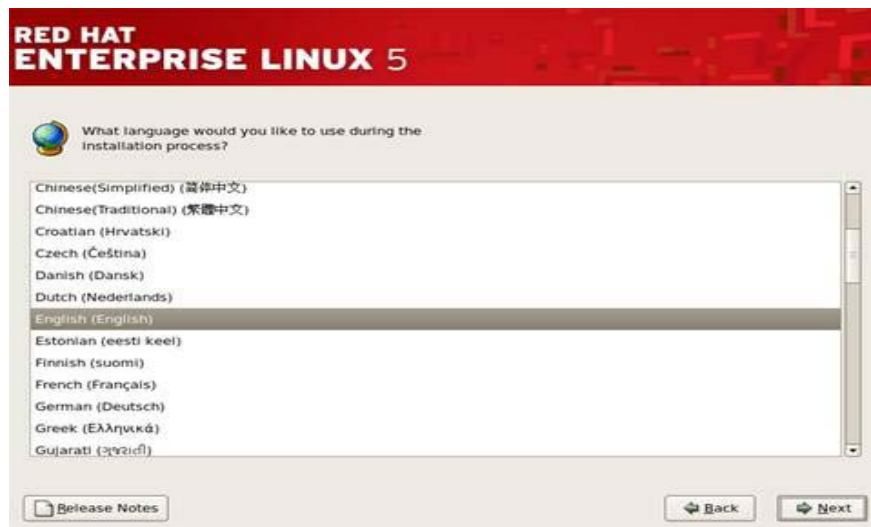 RED HAT
ENTERPRISE LINUX 5
What language would you like to use during the
installation process?
Chinese(Simplified) (简体中文)
Chinese(Traditional) (繁體中文)
Croatian (Hrvatski)
Czech (Čeština)
Danish (Dansk)
Dutch (Nederlands)
English (English)
Estonian (eesti keel)
Finnish (suomi)
French (Français)
German (Deutsch)
Greek (Ελληνικά)
Gujarati (ગુજરાતી)
Release Notes
Back
Next